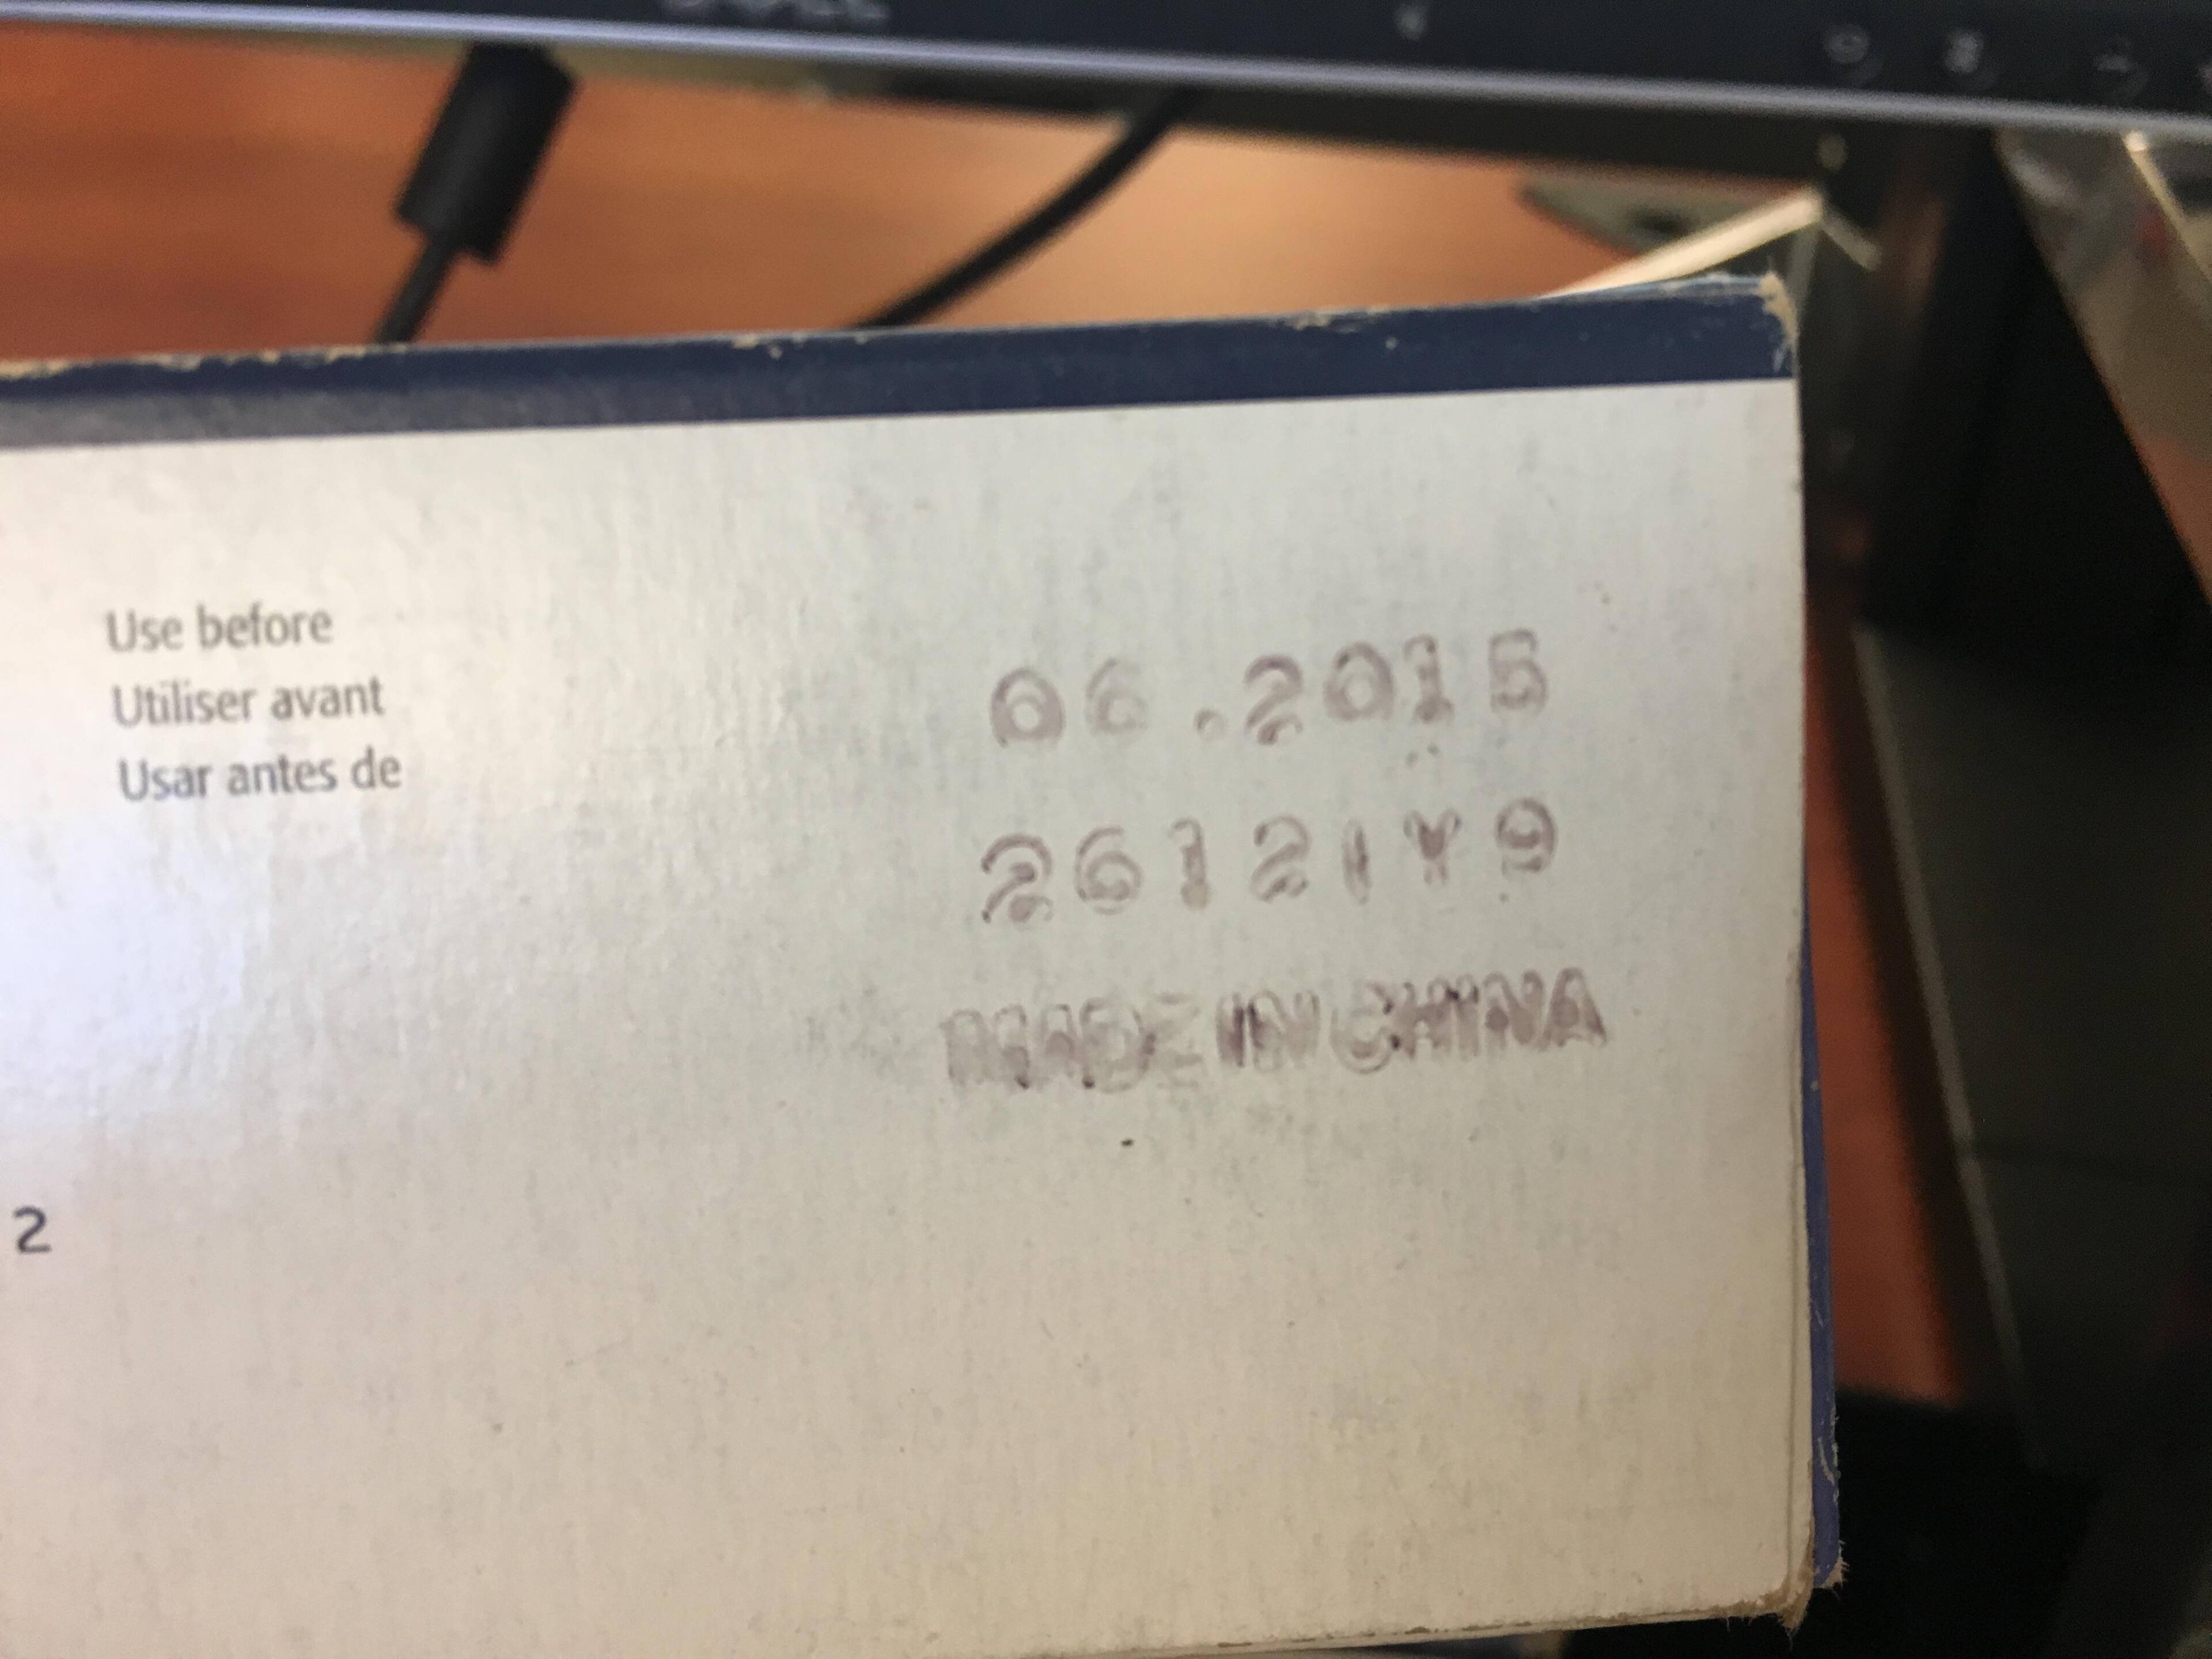 Use before
Utiliser avant
Usar antes de
06.2015
26121Y9
MADE IN CHINA
2